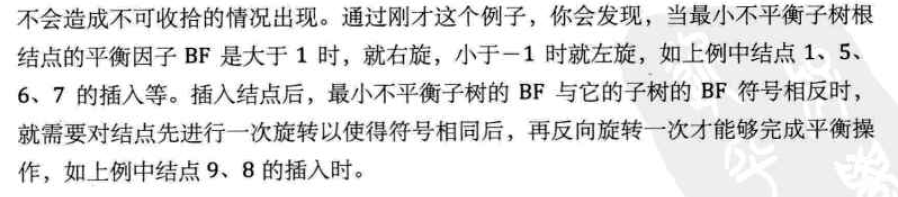 不会造成不可收拾的情况出现。通过刚才这个例子，你会发现，当最小不平衡子树根
结点的平衡因子 BF 是大于 1 时，就右旋，小于－1 时就左旋，如上例中结点 1、5、
6、7 的插入等。插入结点后，最小不平衡子树的 BF 与它的子树的 BF 符号相反时，
就需要对结点先进行一次旋转以使得符号相同后，再反向旋转一次才能够完成平衡操
作，如上例中结点 9、8 的插入时。